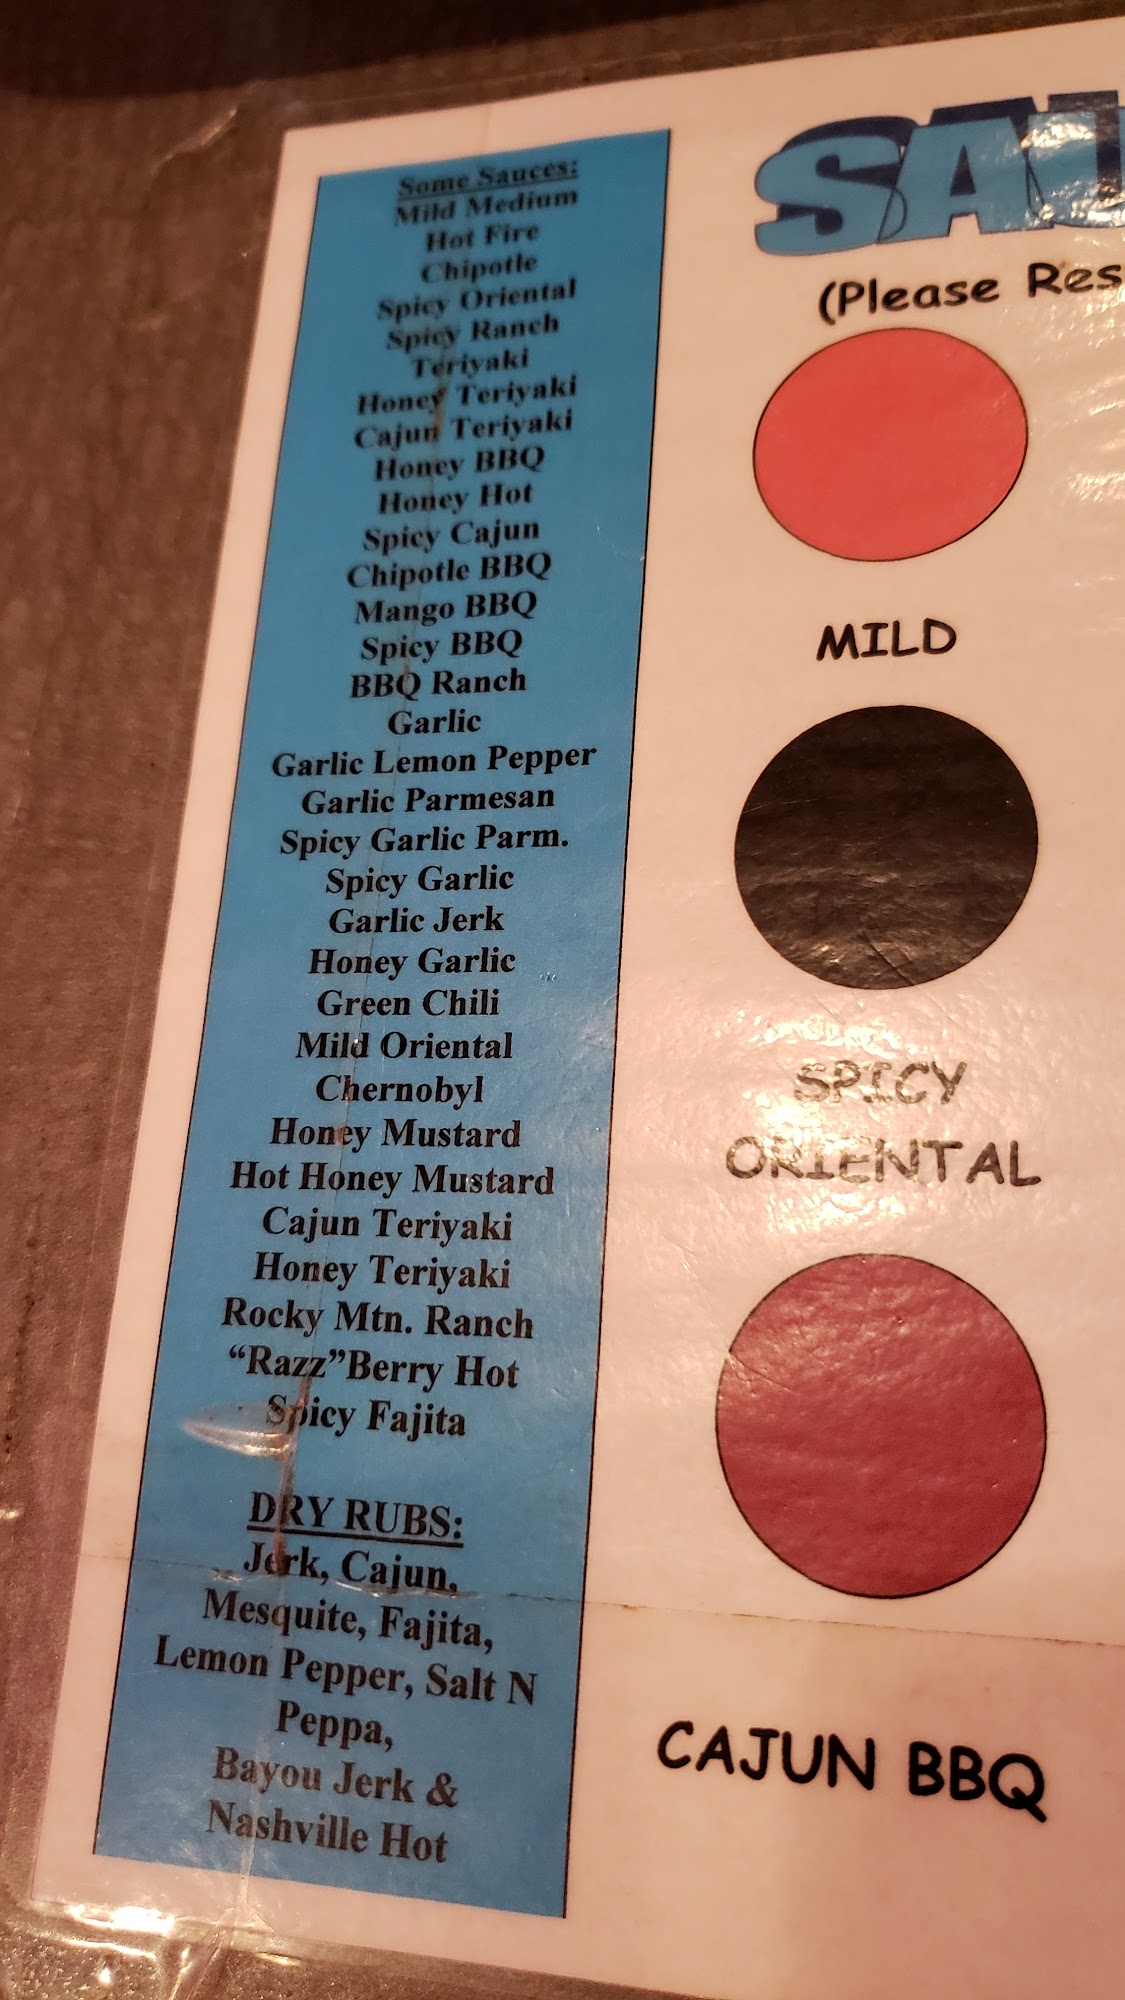 Some Sauces:
Mild Medium
Hot Fire
Chipotle
Spicy Oriental
Spicy Ranch
Teriyaki
Honey Teriyaki
Cajun Teriyaki
Honey BBQ
Honey Hot
Spicy Cajun
Chipotle BBQ
Mango BBQ
Spicy BBQ
BBQ Ranch
Garlic
Garlic Lemon Pepper
Garlic Parmesan
Spicy Garlic Parm.
Spicy Garlic
Garlic Jerk
Honey Garlic
Green Chili
Mild Oriental
Chernobyl
Honey Mustard
Hot Honey Mustard
Cajun Teriyaki
Honey Teriyaki
Rocky Mtn. Ranch
“Razz”Berry Hot
Spicy Fajita
DRY RUBS:
Jerk, Cajun,
Mesquite, Fajita,
Lemon Pepper, Salt N
Peppa,
Bayou Jerk &
Nashville Hot
(Please
MILD
SPICY
ORIENTAL
CAJUN BBQ